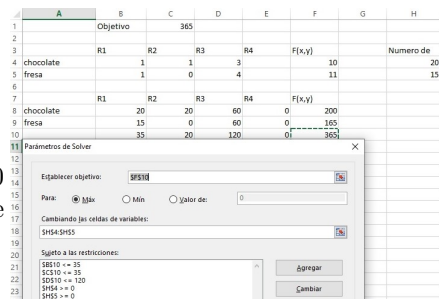 A B C D E F G H
1 Objetivo 365
2
3 R1 R2 R3 R4 F(x,y) Numero de
4 chocolate 1 1 3 10 20
5 fresa 1 0 4 11 15
6
7 R1 R2 R3 R4 F(x,y)
8 chocolate 20 20 60 0 200
9 fresa 15 0 60 0 165
10 35 20 120 0 365
11 Parámetros de Solver
12
13 Establecer objetivo: $F$10
14
15 Para: Máx Mín Valor de: 0
16
17 Cambiando las celdas de variables:
18 $H$4:$H$5
19
20 Sujeto a las restricciones:
21 $B$10 <= 35 Agregar
$C$10 <= 35
22 $D$10 <= 120
23 $H$4 >= 0 Cambiar
$H$5 >= 0